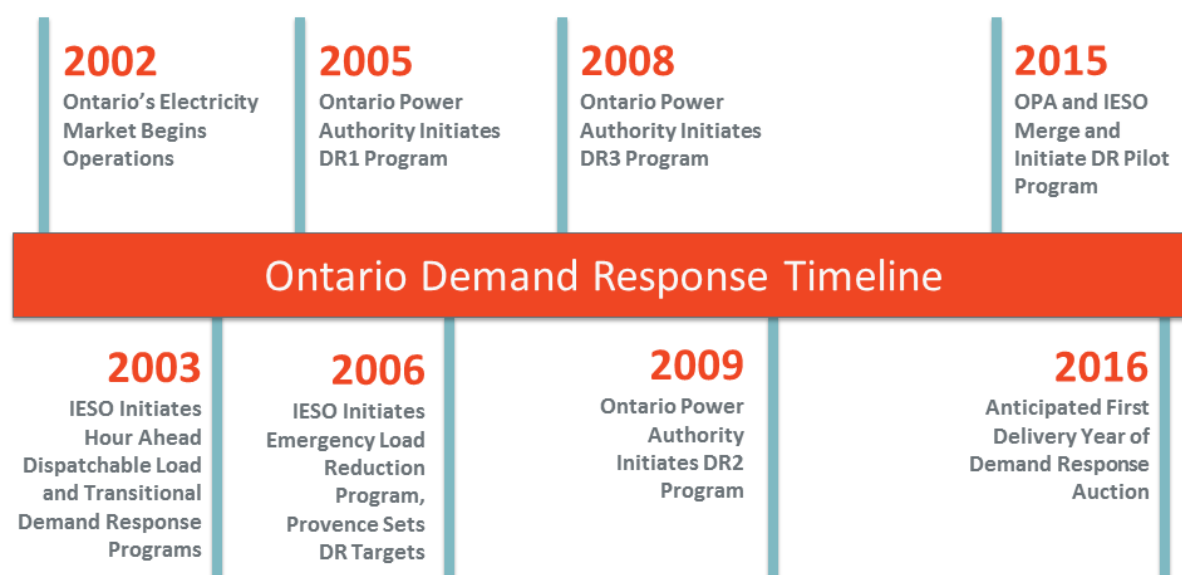 2002
Ontario's Electricity
Market Begins
Operations
2005
Ontario Power
Authority Initiates
DR1 Program
2008
Ontario Power
Authority Initiates
DR3 Program
2015
OPA and IESO
Merge and
Initiate DR Pilot
Program
Ontario Demand Response Timeline
2003
IESO Initiates
Hour Ahead
Dispatchable Load
and Transitional
Demand Response
Programs
2006
IESO Initiates
Emergency Load
Reduction
Program,
Provence Sets
DR Targets
2009
Ontario Power
Authority
Initiates DR2
Program
2016
Anticipated First
Delivery Year of
Demand Response
Auction